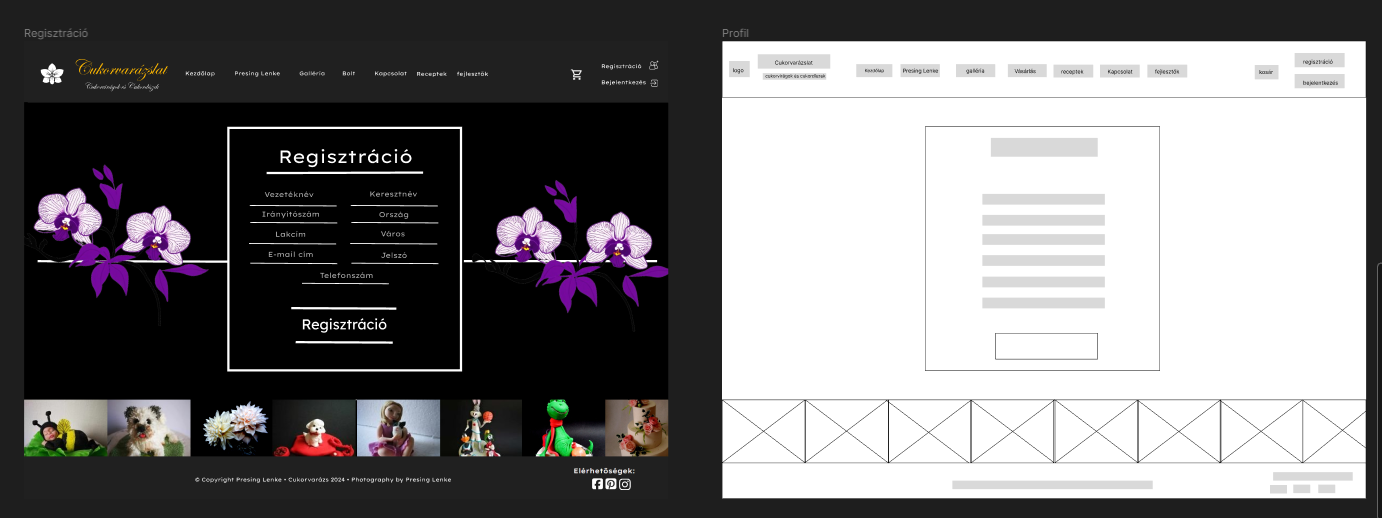 Regisztráció
Cukorvarázslat
Cukorvirágok és Cukordíszek
Kezdőlap Presing Lenke Galléria Bolt Kapcsolat Receptek fejlesztők
Regisztráció
Bejelentkezés
Regisztráció
Vezetéknév Keresztnév
Irányítószám Ország
Lakcím Város
E-mail cím Jelszó
Telefonszám
Regisztráció
Elérhetőségek:
© Copyright Presing Lenke • Cukorvarázs 2024 • Photography by Presing Lenke
Profil
logo
Cukorvarázslat
cukorvirágok és cukordíszek
Kezdőlap Presing Lenke galléria Vásárlás receptek Kapcsolat fejlesztők
kosár
regisztráció
bejelentkezés